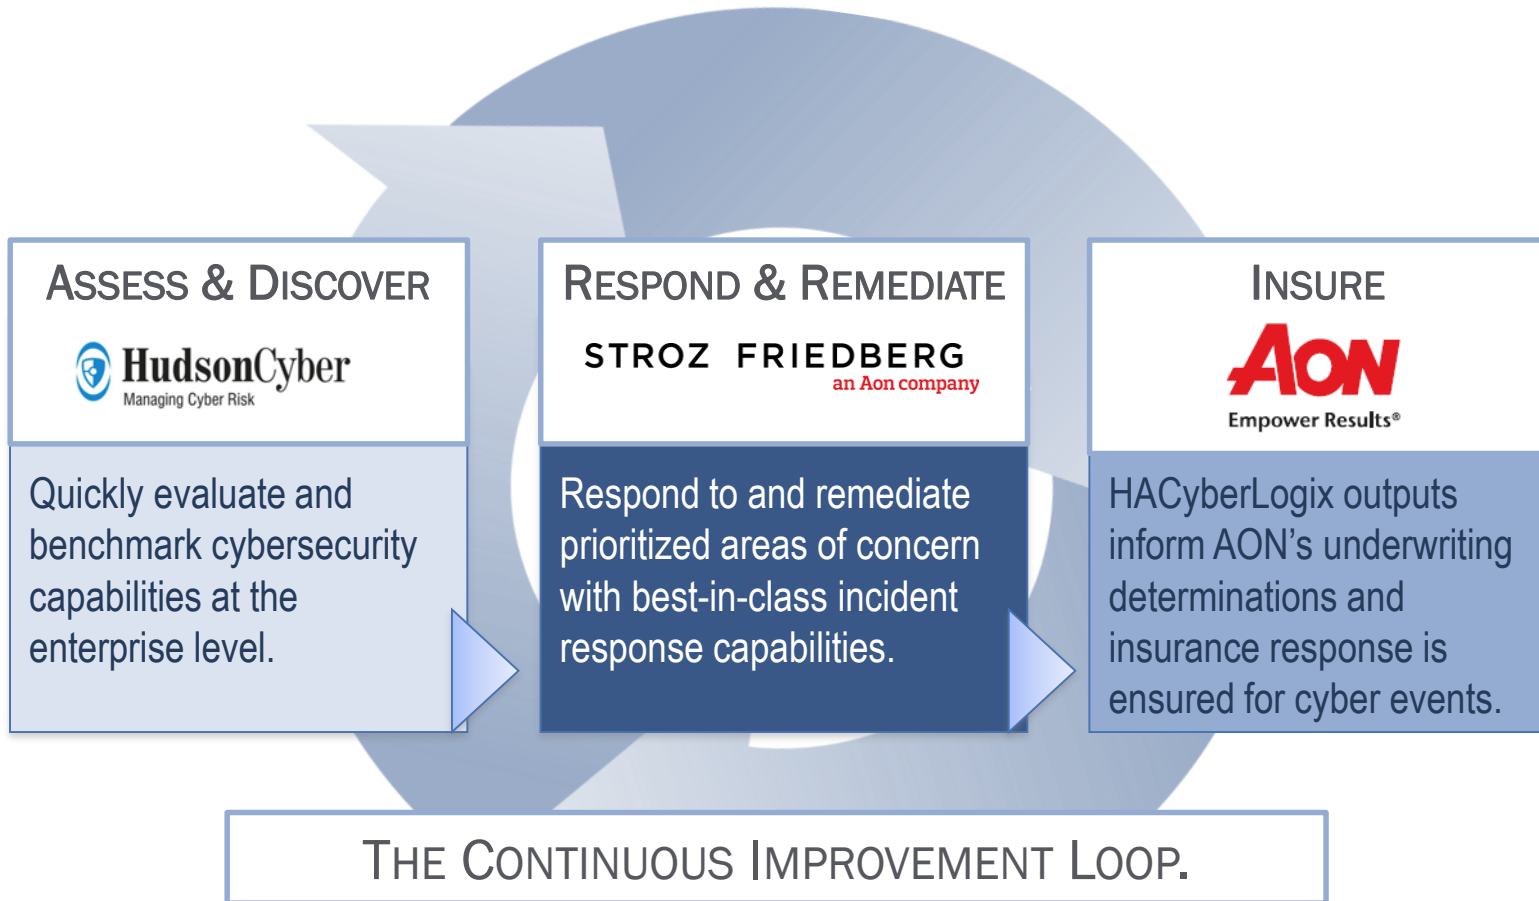 ASSESS & DISCOVER
HudsonCyber
Managing Cyber Risk
Quickly evaluate and
benchmark cybersecurity
capabilities at the
enterprise level.
RESPOND & REMEDIATE
STROZ FRIEDBERG
an Aon company
Respond to and remediate
prioritized areas of concern
with best-in-class incident
response capabilities.
INSURE
AON
Empower Results®
HACyberLogix outputs
inform AON’s underwriting
determinations and
insurance response is
ensured for cyber events.
THE CONTINUOUS IMPROVEMENT LOOP.